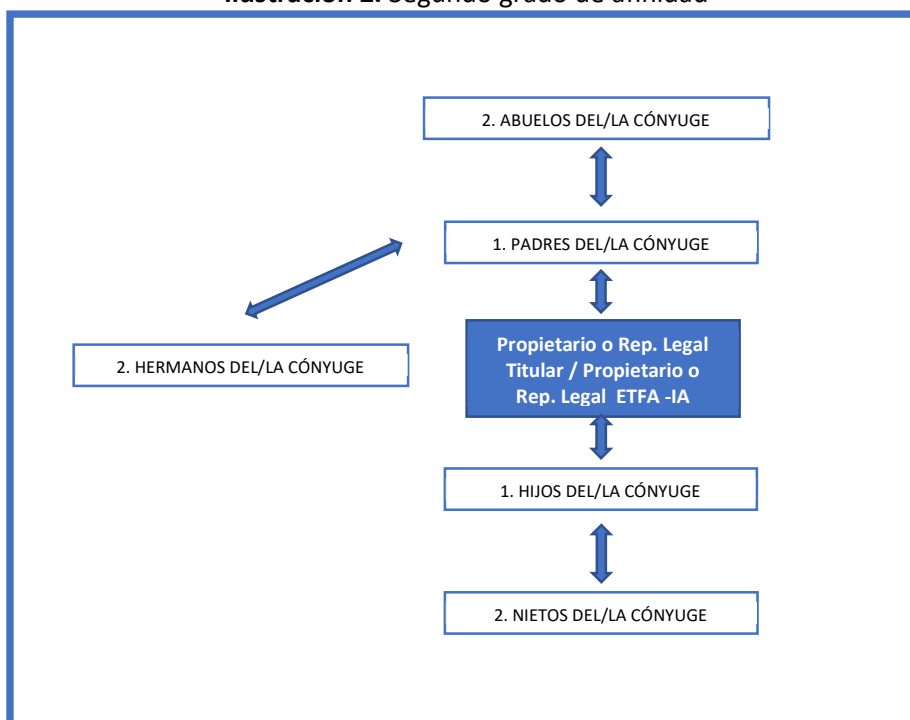 Ilustración 2. Segundo grado de afinidad
2. ABUELOS DEL/LA CÓNYUGE
1. PADRES DEL/LA CÓNYUGE
Propietario o Rep. Legal
Titular / Propietario o
Rep. Legal ETFA -IA
2. HERMANOS DEL/LA CÓNYUGE
1. HIJOS DEL/LA CÓNYUGE
2. NIETOS DEL/LA CÓNYUGE